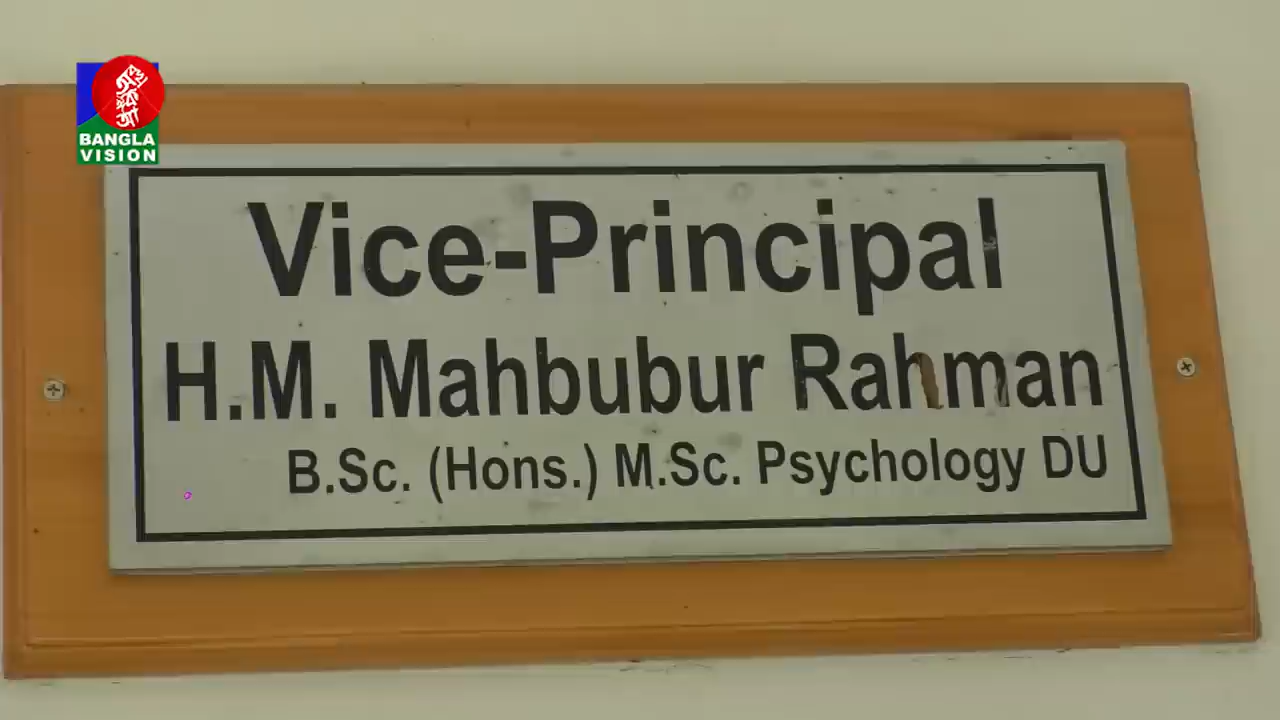 BANGLA
VISION
Vice-Principal
H.M. Mahbubur Rahman
B.Sc. (Hons.) M.Sc. Psychology DU